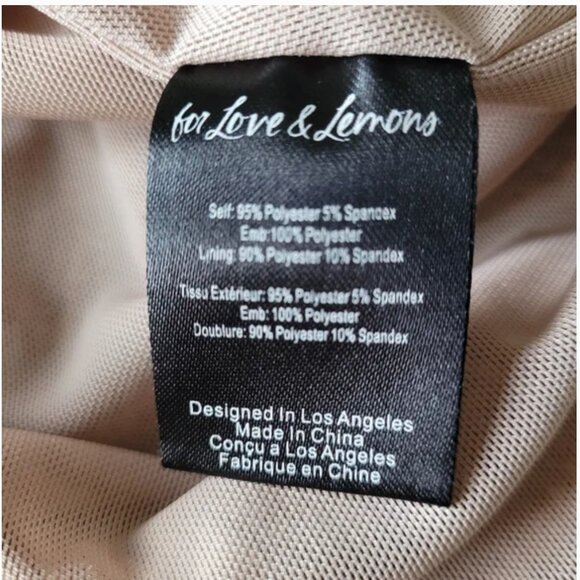 for Love & Lemons
Self: 95% Polyester 5% Spandex
Emb:100% Polyester
Lining: 90% Polyester 10% Spandex
Tissu Extérieur: 95% Polyester 5% Spandex
Emb: 100% Polyester
Doublure: 90% Polyester 10% Spandex
Designed In Los Angeles
Made In China
Conçu a Los Angeles
Fabrique en Chine